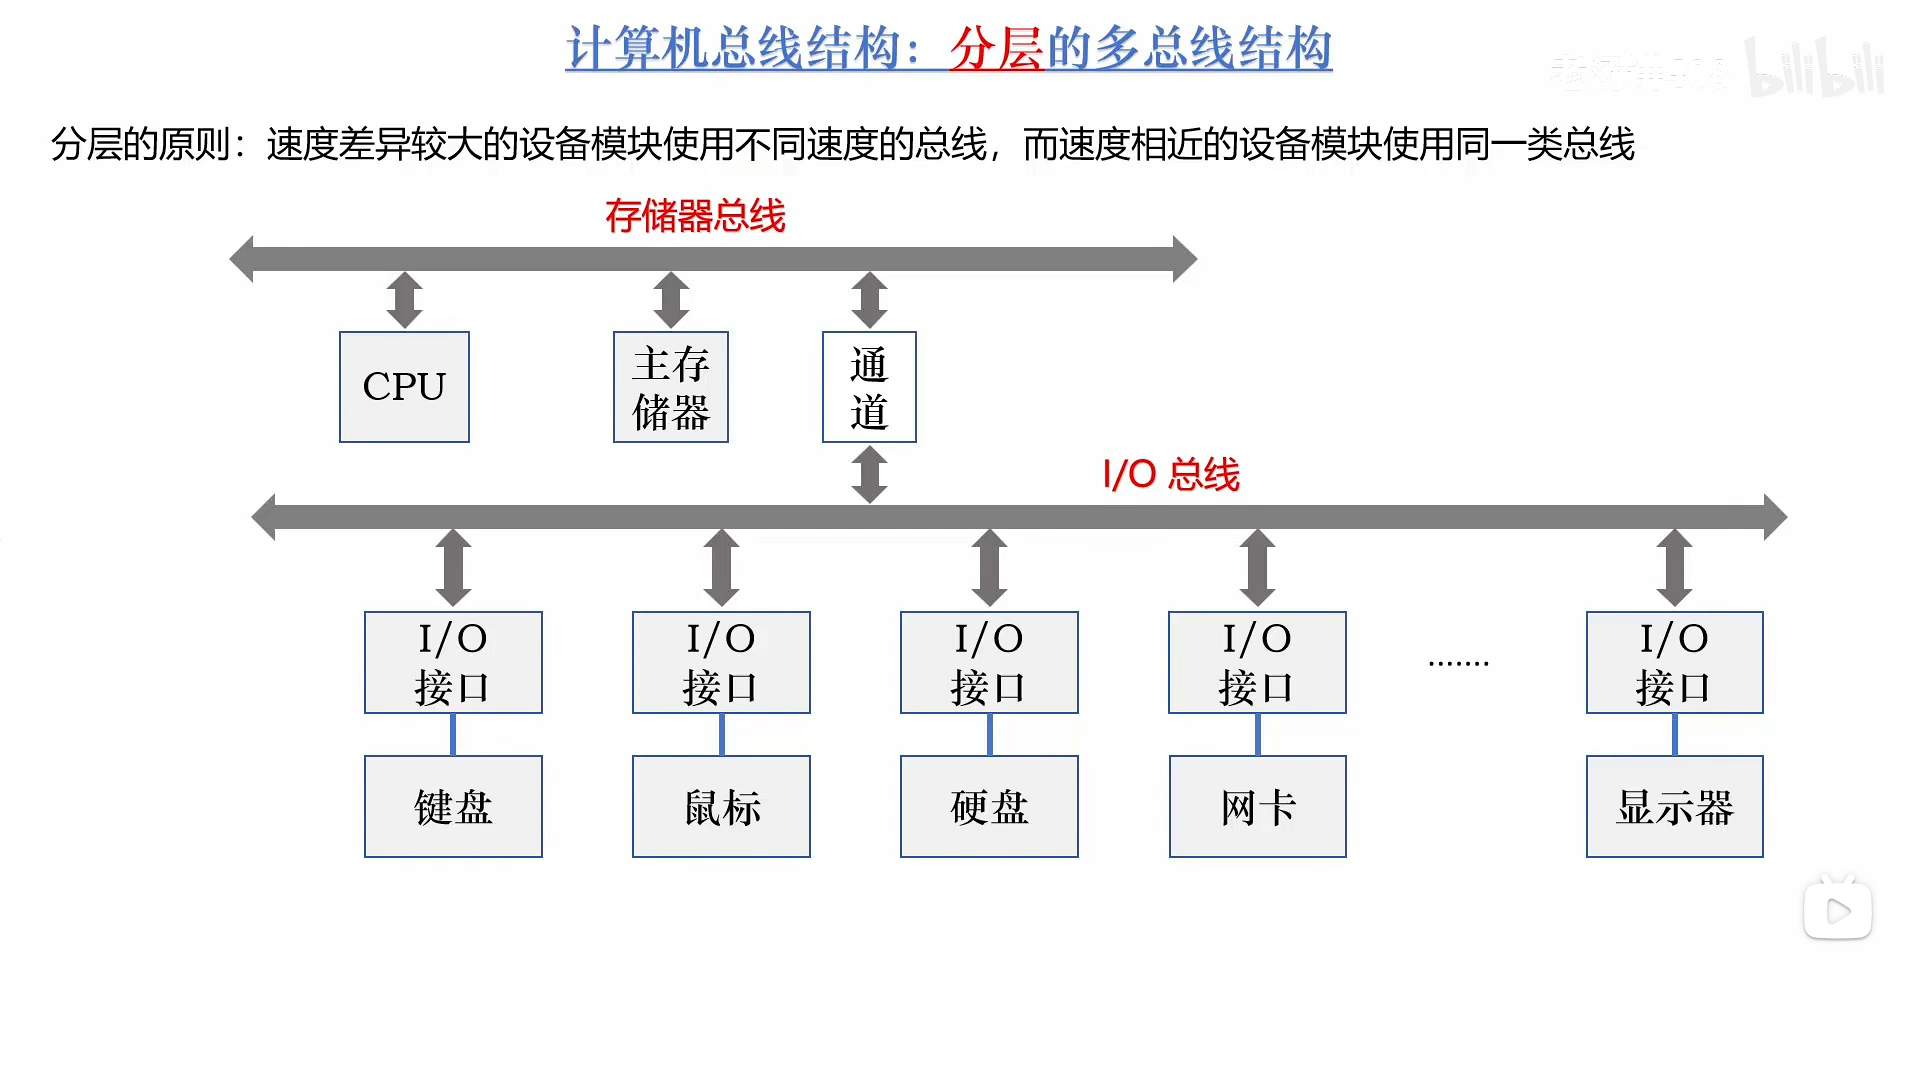 计算机总线结构：分层的多总线结构
bilibili
分层的原则：速度差异较大的设备模块使用不同速度的总线，而速度相近的设备模块使用同一类总线
存储器总线
CPU
主存
储器
通
道
I/O 总线
I/O
接口
I/O
接口
I/O
接口
I/O
接口
.......
I/O
接口
键盘
鼠标
硬盘
网卡
显示器